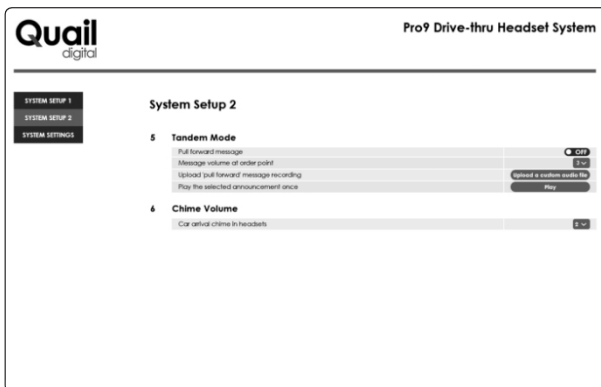 Quail
digital
Pro9 Drive-thru Headset System
SYSTEM SETUP 1
SYSTEM SETUP 2
SYSTEM SETTINGS
System Setup 2
5 Tandem Mode
Pull forward message OFF
Message volume at order point 3
Upload 'pull forward' message recording Upload a custom audio file
Play the selected announcement once Play
6 Chime Volume
Car arrival chime in headsets